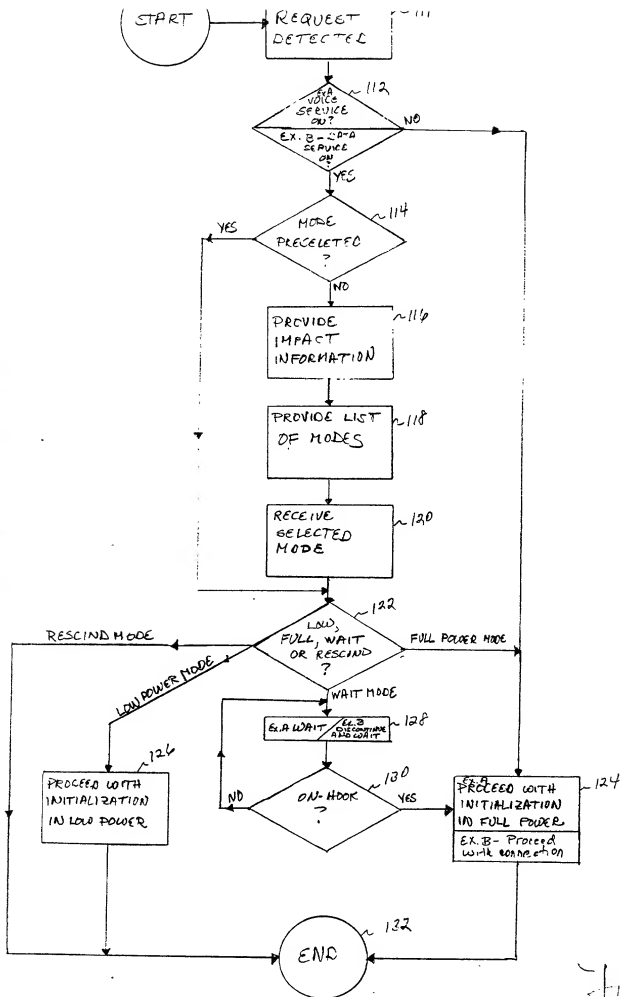 START
REQUEST
DETECTED
111
112
EX.A
VOICE
SERVICE
ON?
EX. B - DATA
SERVICE
ON
?
NO
YES
114
MODE
PRESELETED
?
YES
NO
116
PROVIDE
IMPACT
INFORMATION
118
PROVIDE LIST
OF MODES
120
RECEIVE
SELECTED
MODE
122
LOW,
FULL, WAIT
OR RESCIND
?
RESCIND MODE
FULL POWER MODE
LOW POWER MODE
WAIT MODE
EX.A WAIT
EX.B
DISCONTINUE
AND WAIT
128
126
PROCEED WITH
INITIALIZATION
IN LOW POWER
130
ON-HOOK
?
NO
YES
124
EX.A
PROCEED WITH
INITIALIZATION
IN FULL POWER
EX.B- Proceed
with connection
132
END